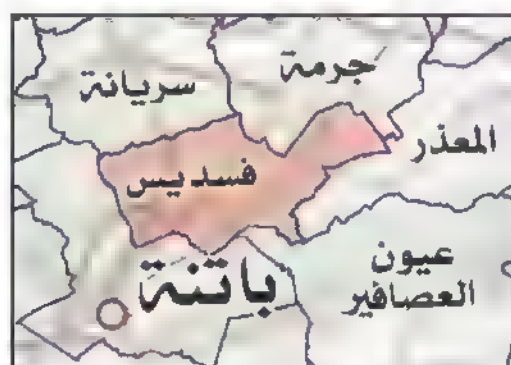 جرمة
سريانة
المعذر
فسديس
عيون
العصافير
باتنة